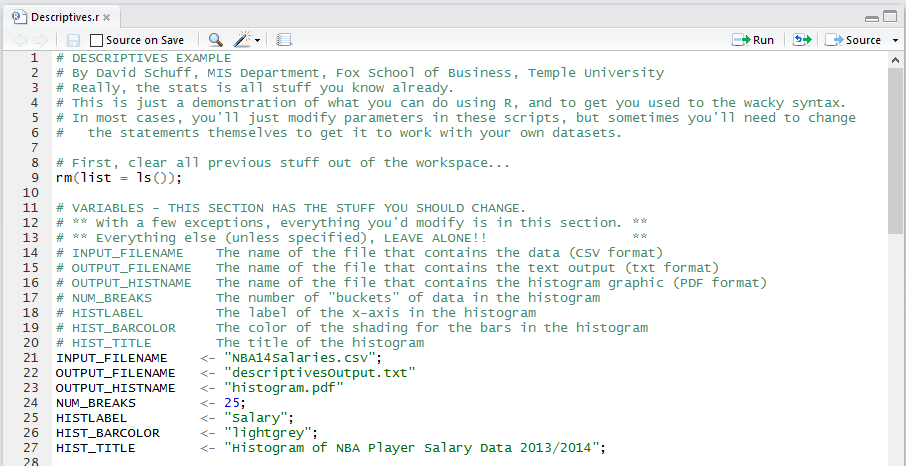 Descriptives.r
Source on Save
Run
Source
1 # DESCRIPTIVES EXAMPLE
2 # By David Schuff, MIS Department, Fox School of Business, Temple University
3 # Really, the stats is all stuff you know already.
4 # This is just a demonstration of what you can do using R, and to get you used to the wacky syntax.
5 # In most cases, you'll just modify parameters in these scripts, but sometimes you'll need to change
6 #   the statements themselves to get it to work with your own datasets.
7
8 # First, clear all previous stuff out of the workspace...
9 rm(list = ls());
10
11 # VARIABLES - THIS SECTION HAS THE STUFF YOU SHOULD CHANGE.
12 # ** With a few exceptions, everything you'd modify is in this section. **
13 # ** Everything else (unless specified), LEAVE ALONE!!                  **
14 # INPUT_FILENAME    The name of the file that contains the data (CSV format)
15 # OUTPUT_FILENAME   The name of the file that contains the text output (txt format)
16 # OUTPUT_HISTNAME   The name of the file that contains the histogram graphic (PDF format)
17 # NUM_BREAKS        The number of "buckets" of data in the histogram
18 # HISTLABEL         The label of the x-axis in the histogram
19 # HIST_BARCOLOR     The color of the shading for the bars in the histogram
20 # HIST_TITLE        The title of the histogram
21 INPUT_FILENAME    <- "NBA14Salaries.csv";
22 OUTPUT_FILENAME   <- "descriptivesOutput.txt"
23 OUTPUT_HISTNAME   <- "histogram.pdf"
24 NUM_BREAKS        <- 25;
25 HISTLABEL         <- "Salary";
26 HIST_BARCOLOR     <- "lightgrey";
27 HIST_TITLE        <- "Histogram of NBA Player Salary Data 2013/2014";
28